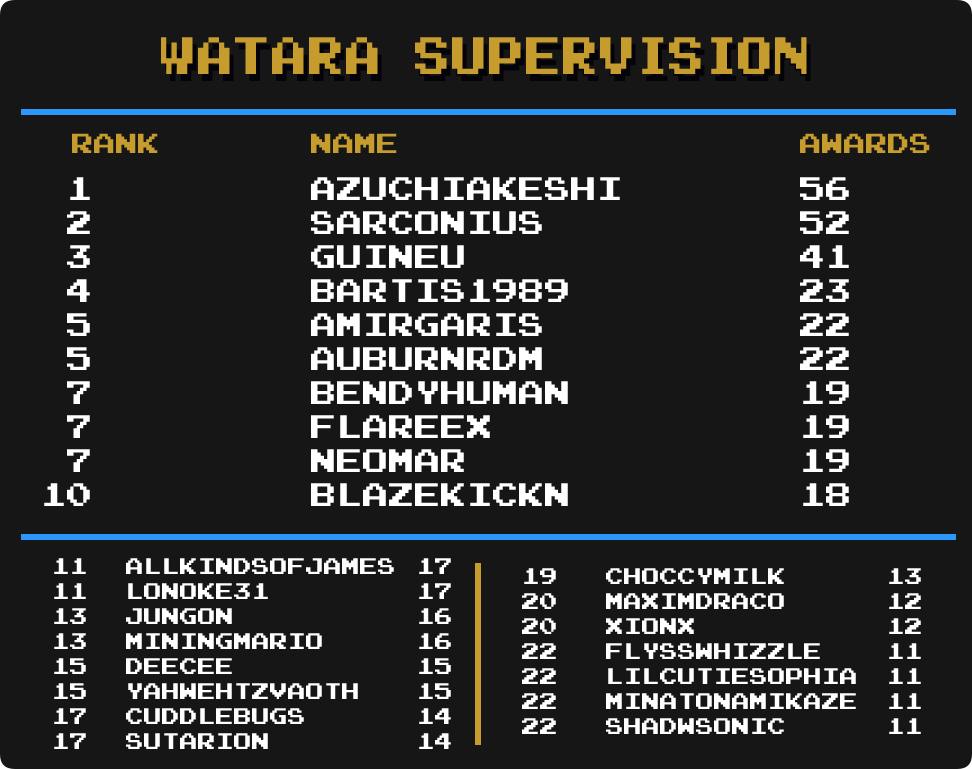 WATARA SUPERVISION
RANK NAME AWARDS
1 AZUCHIAKESHI 56
2 SARCONIUS 52
3 GUINEU 41
4 BARTIS1989 23
5 AMIRGARIS 22
5 AUBURNRDM 22
7 BENDYHUMAN 19
7 FLAREEX 19
7 NEOMAR 19
10 BLAZEKICKN 18
11 ALLKINDSOFJAMES 17
11 LONOKE31 17
13 JUNGON 16
13 MININGMARIO 16
15 DEECEE 15
15 YAHWEHTZVAOTH 15
17 CUDDLEBUGS 14
17 SUTARION 14
19 CHOCCYMILK 13
20 MAXIMDRACO 12
20 XIONX 12
22 FLYSSWHIZZLE 11
22 LILCUTIESOPHIA 11
22 MINATONAMIKAZE 11
22 SHADWSONIC 11